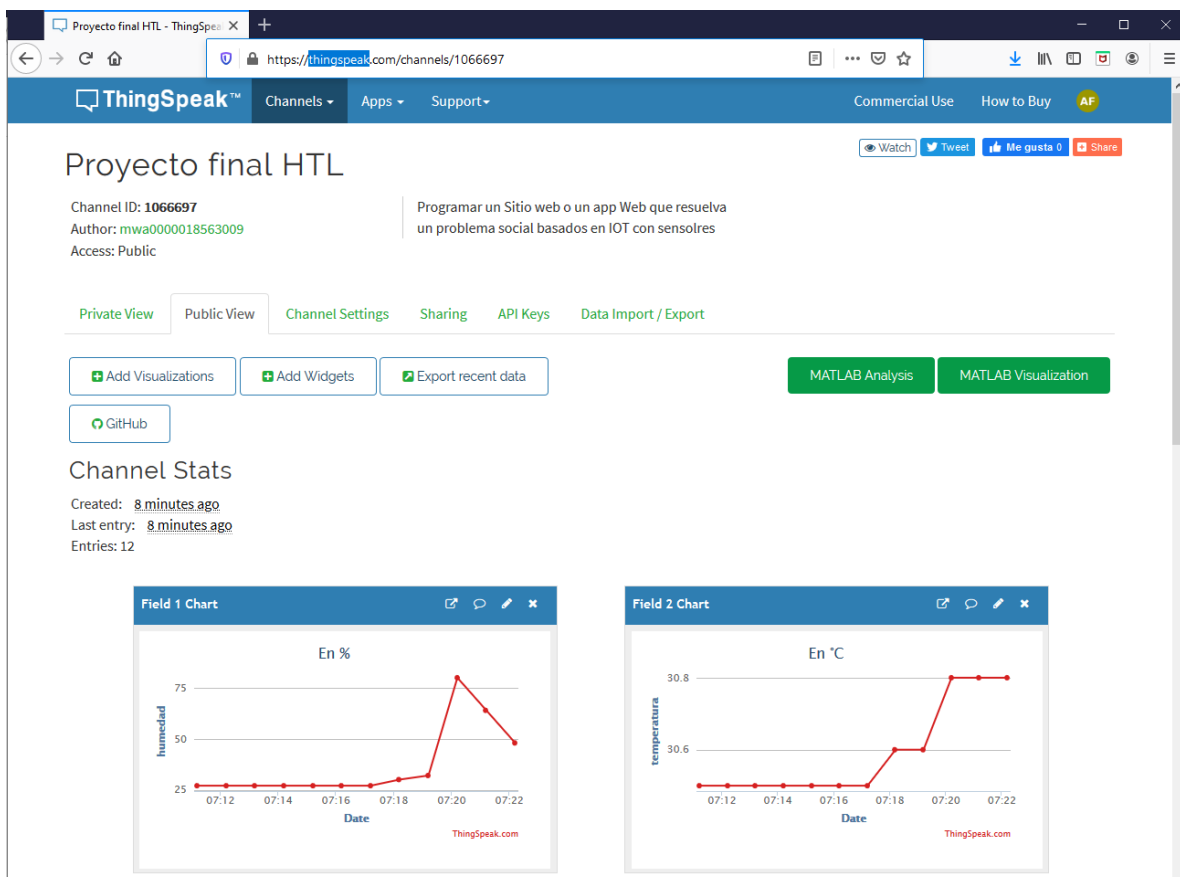 Proyecto final HTL - ThingSpea
https://thingspeak.com/channels/1066697
ThingSpeak™ Channels Apps Support Commercial Use How to Buy AF
Watch Tweet Me gusta 0 Share
Proyecto final HTL
Channel ID: 1066697
Author: mwa0000018563009
Access: Public
Programar un Sitio web o un app Web que resuelva
un problema social basados en IOT con sensolres
Private View Public View Channel Settings Sharing API Keys Data Import / Export
Add Visualizations Add Widgets Export recent data MATLAB Analysis MATLAB Visualization
GitHub
Channel Stats
Created: 8 minutes ago
Last entry: 8 minutes ago
Entries: 12
Field 1 Chart
En %
humedad
75
50
25
07:12 07:14 07:16 07:18 07:20 07:22
Date
ThingSpeak.com
Field 2 Chart
En °C
temperatura
30.8
30.6
07:12 07:14 07:16 07:18 07:20 07:22
Date
ThingSpeak.com